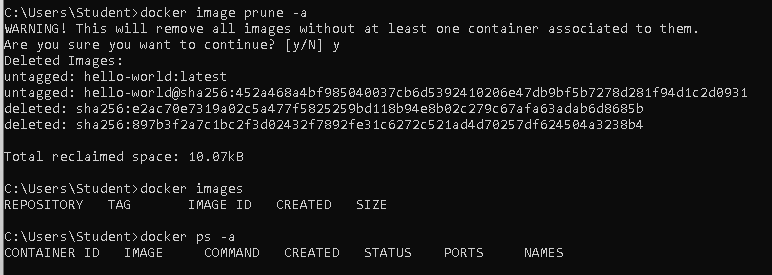 C:\Users\Student>docker image prune -a
WARNING! This will remove all images without at least one container associated to them.
Are you sure you want to continue? [y/N] y
Deleted Images:
untagged: hello-world:latest
untagged: hello-world@sha256:452a468a4bf985040037cb6d5392410206e47db9bf5b7278d281f94d1c2d0931
deleted: sha256:e2ac70e7319a02c5a477f5825259bd118b94e8b02c279c67afa63adab6d8685b
deleted: sha256:897b3f2a7c1bc2f3d02432f7892fe31c6272c521ad4d70257df624504a3238b4
Total reclaimed space: 10.07kB
C:\Users\Student>docker images
REPOSITORY TAG IMAGE ID CREATED SIZE
C:\Users\Student>docker ps -a
CONTAINER ID IMAGE COMMAND CREATED STATUS PORTS NAMES